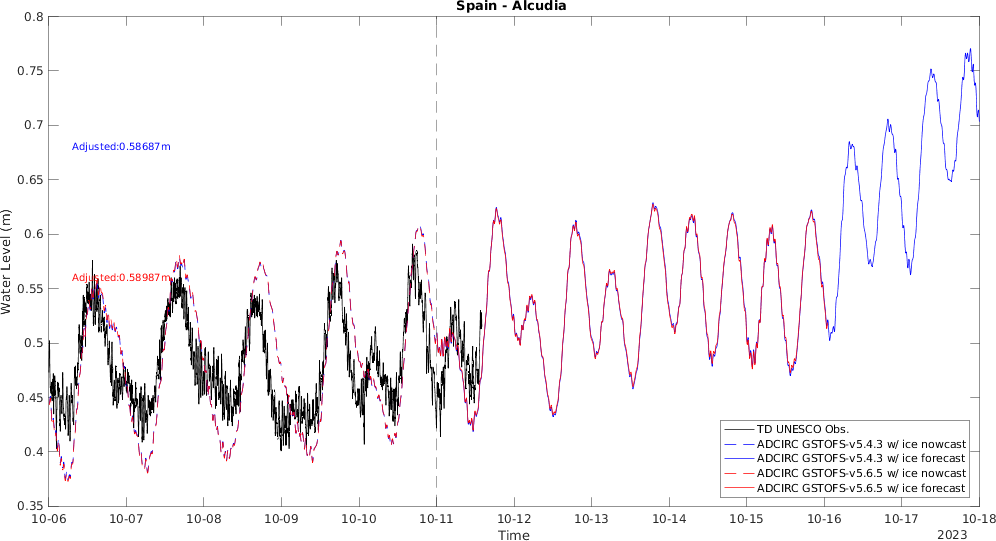 Spain - Alcudia
0.8
0.75
0.7
0.65
0.6
0.55
0.5
0.45
0.4
0.35
Water Level (m)
Adjusted:0.58687m
Adjusted:0.58987m
TD UNESCO Obs.
ADCIRC GSTOFS-v5.4.3 w/ ice nowcast
ADCIRC GSTOFS-v5.4.3 w/ ice forecast
ADCIRC GSTOFS-v5.6.5 w/ ice nowcast
ADCIRC GSTOFS-v5.6.5 w/ ice forecast
10-06 10-07 10-08 10-09 10-10 10-11 10-12 10-13 10-14 10-15 10-16 10-17 10-18
Time
2023